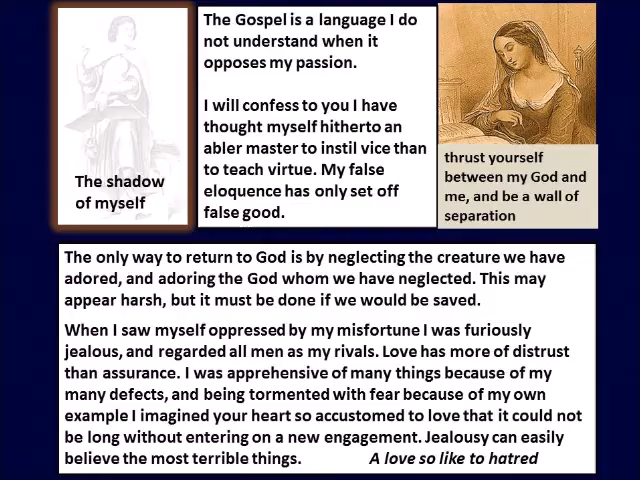 The shadow
of myself
The Gospel is a language I do
not understand when it
opposes my passion.
I will confess to you I have
thought myself hitherto an
abler master to instil vice than
to teach virtue. My false
eloquence has only set off
false good.
thrust yourself
between my God and
me, and be a wall of
separation
The only way to return to God is by neglecting the creature we have
adored, and adoring the God whom we have neglected. This may
appear harsh, but it must be done if we would be saved.
When I saw myself oppressed by my misfortune I was furiously
jealous, and regarded all men as my rivals. Love has more of distrust
than assurance. I was apprehensive of many things because of my
many defects, and being tormented with fear because of my own
example I imagined your heart so accustomed to love that it could not
be long without entering on a new engagement. Jealousy can easily
believe the most terrible things. A love so like to hatred